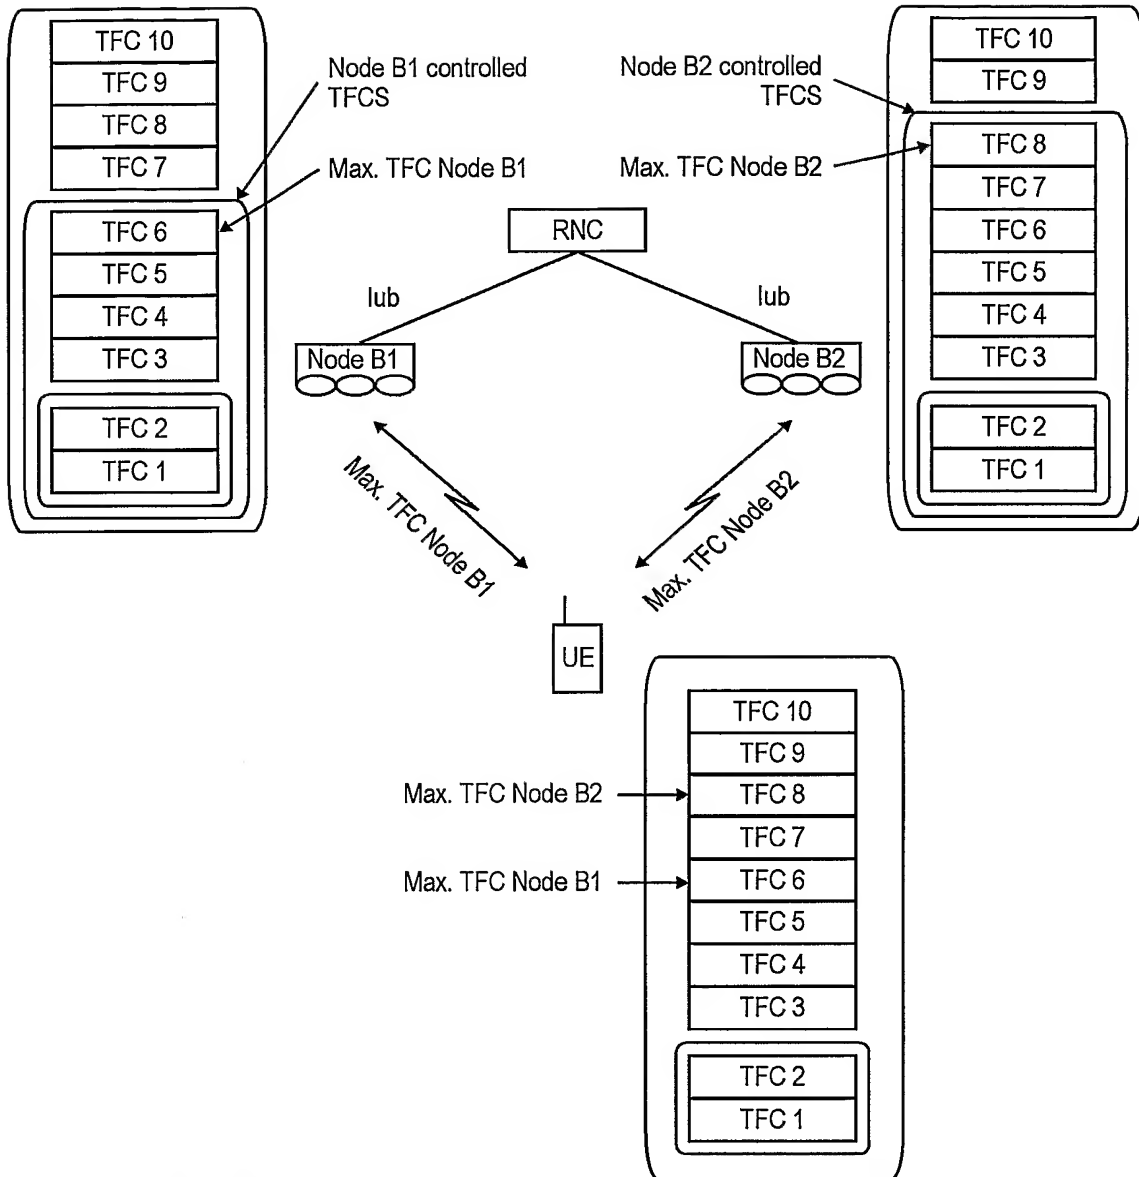 TFC 10
TFC 9
TFC 8
TFC 7
TFC 6
TFC 5
TFC 4
TFC 3
TFC 2
TFC 1
Node B1 controlled
TFCS
Max. TFC Node B1
Node B2 controlled
TFCS
Max. TFC Node B2
TFC 10
TFC 9
TFC 8
TFC 7
TFC 6
TFC 5
TFC 4
TFC 3
TFC 2
TFC 1
RNC
Iub
Iub
Node B1
Node B2
Max. TFC Node B1
Max. TFC Node B2
UE
Max. TFC Node B2
Max. TFC Node B1
TFC 10
TFC 9
TFC 8
TFC 7
TFC 6
TFC 5
TFC 4
TFC 3
TFC 2
TFC 1